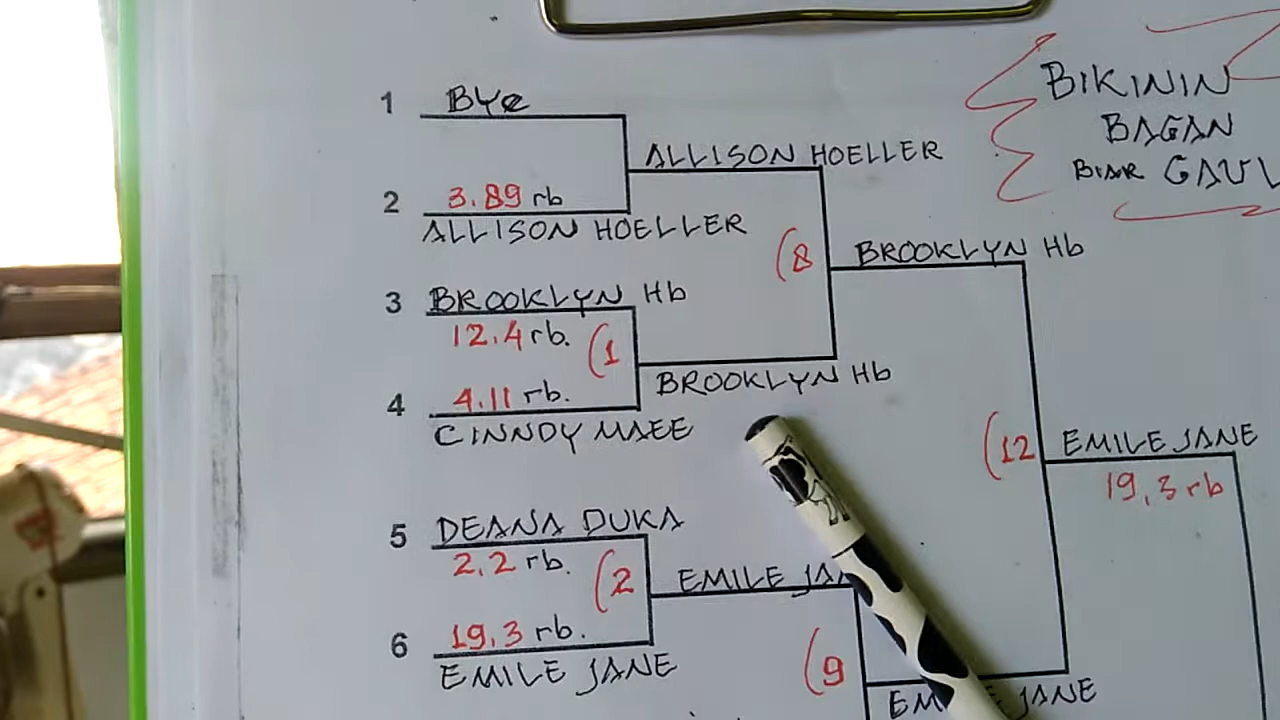 1 BYe
2 3.89 rb
ALLISON HOELLER
ALLISON HOELLER
3 BROOKLYN Hb
12.4 rb.
(1
4 4.11 rb.
CINNDY MAEE
BROOKLYN Hb
(8
BROOKLYN Hb
5 DEANA DUKA
2,2 rb.
(2
6 19,3 rb.
EMILE JANE
EMILE
(9
JANE
(12
EMILE JANE
19,3 rb
BIKININ
BAGAN
BIAR